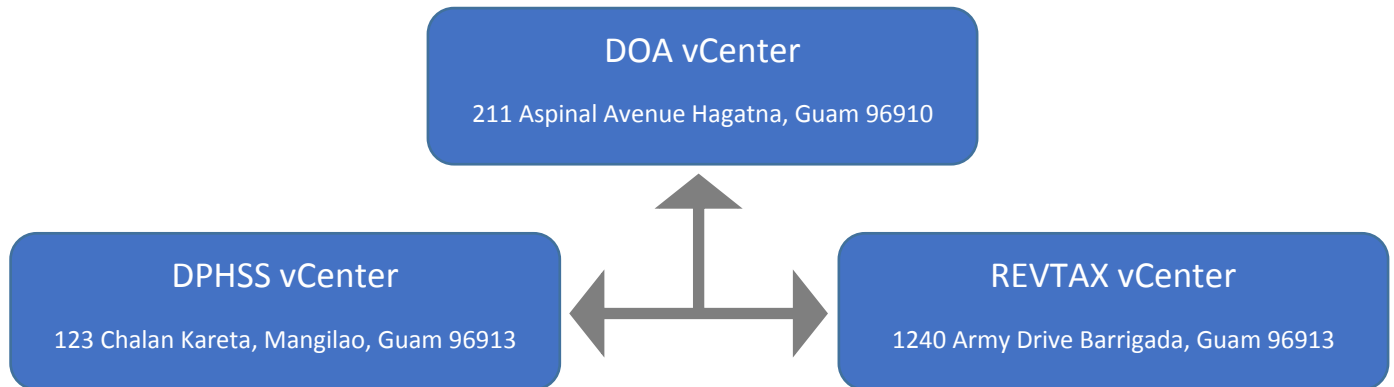 DOA vCenter
211 Aspinal Avenue Hagatna, Guam 96910
DPHSS vCenter
123 Chalan Kareta, Mangilao, Guam 96913
REVTAX vCenter
1240 Army Drive Barrigada, Guam 96913